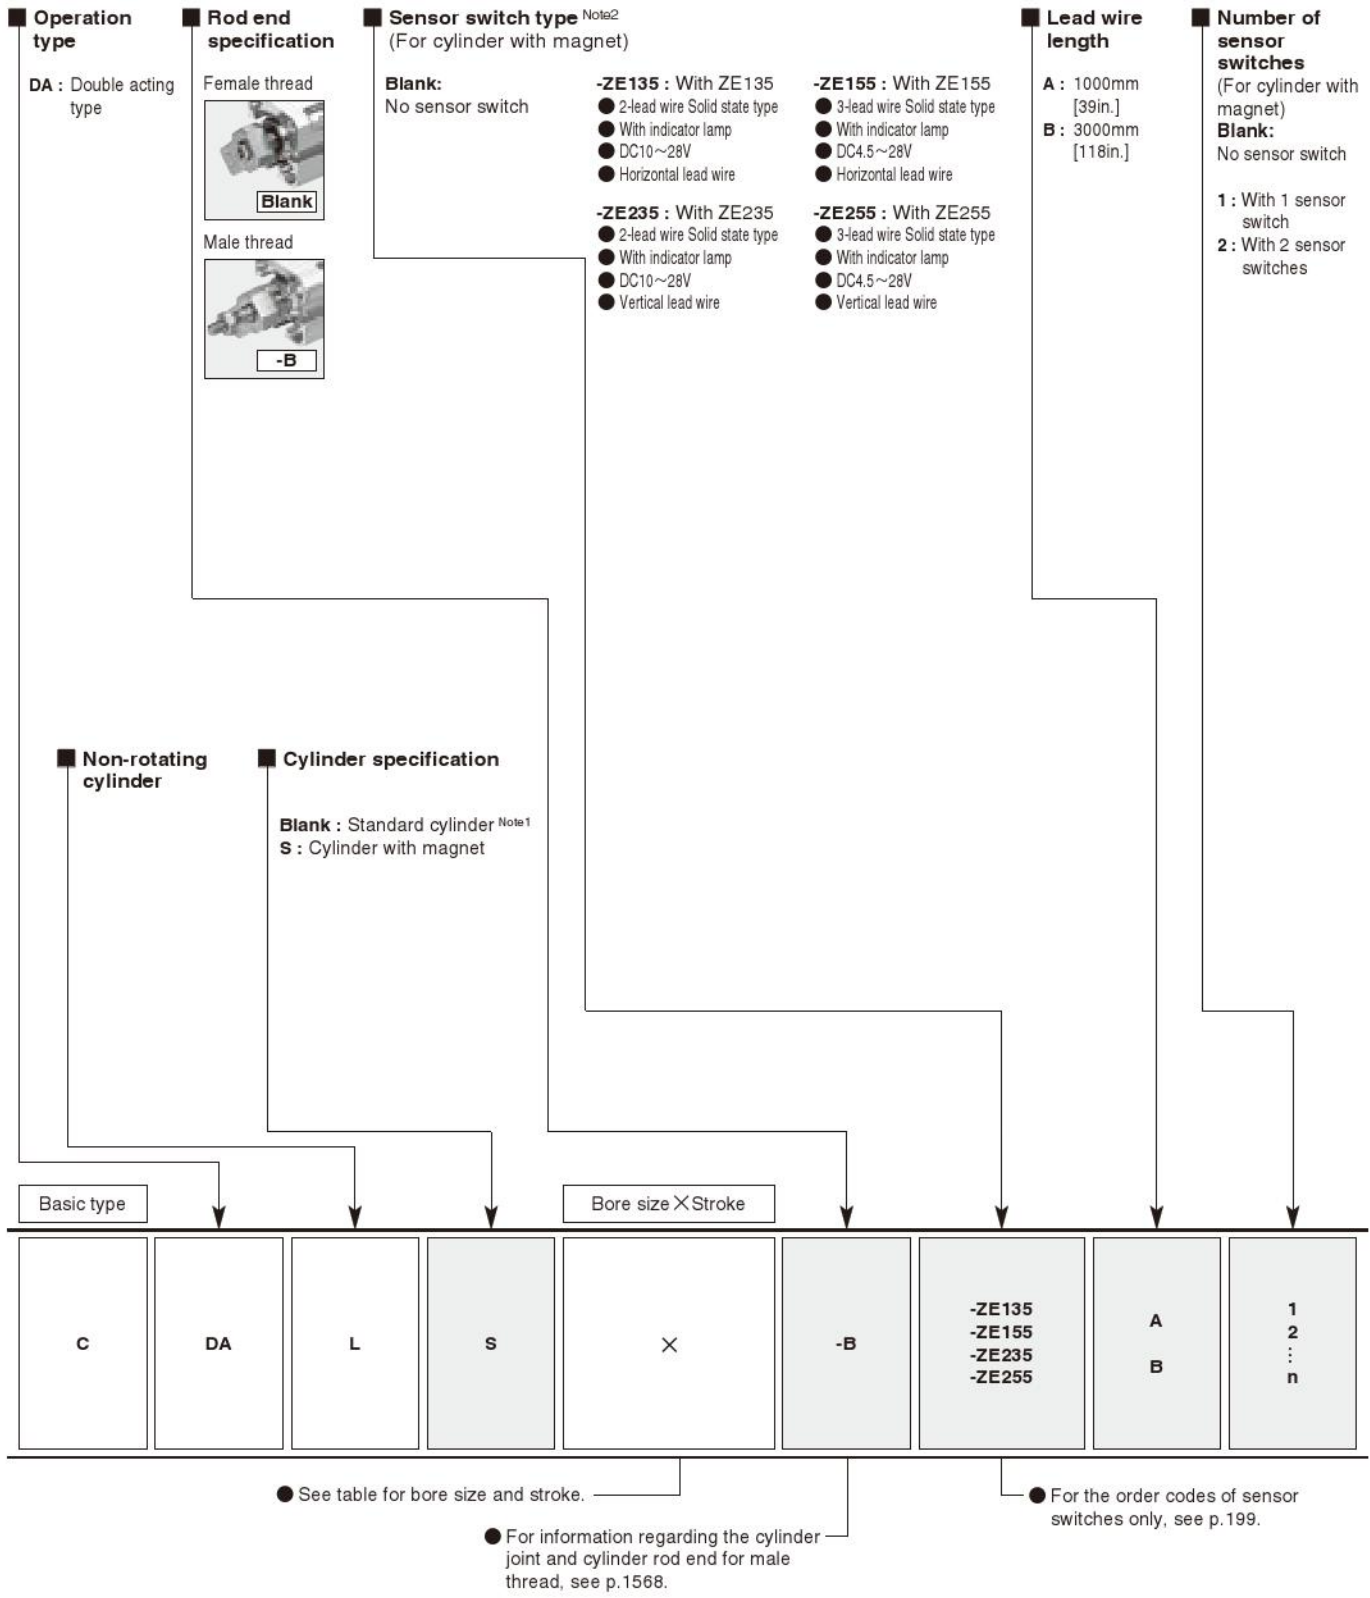 ■ Operation
type
DA : Double acting
type
■ Rod end
specification
Female thread
Blank
Male thread
-B
■ Sensor switch type Note2
(For cylinder with magnet)
Blank:
No sensor switch
-ZE135 : With ZE135
● 2-lead wire Solid state type
● With indicator lamp
● DC10～28V
● Horizontal lead wire
-ZE155 : With ZE155
● 3-lead wire Solid state type
● With indicator lamp
● DC4.5～28V
● Horizontal lead wire
-ZE235 : With ZE235
● 2-lead wire Solid state type
● With indicator lamp
● DC10～28V
● Vertical lead wire
-ZE255 : With ZE255
● 3-lead wire Solid state type
● With indicator lamp
● DC4.5～28V
● Vertical lead wire
■ Lead wire
length
A : 1000mm
[39in.]
B : 3000mm
[118in.]
■ Number of
sensor
switches
(For cylinder with
magnet)
Blank:
No sensor switch
1 : With 1 sensor
switch
2 : With 2 sensor
switches
■ Non-rotating
cylinder
■ Cylinder specification
Blank : Standard cylinder Note1
S : Cylinder with magnet
Basic type
Bore size × Stroke
C
DA
L
S
×
-B
-ZE135
-ZE155
-ZE235
-ZE255
A
B
1
2
⋮
n
● See table for bore size and stroke.
● For information regarding the cylinder
joint and cylinder rod end for male
thread, see p.1568.
● For the order codes of sensor
switches only, see p.199.